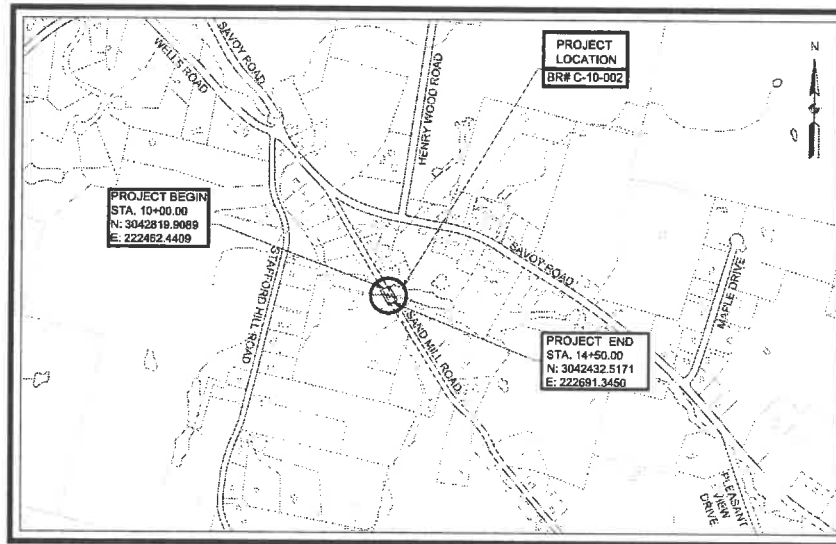 SAVOY ROAD
WELLS ROAD
HENRY WOOD ROAD
PROJECT
LOCATION
BR# C-10-002
N
PROJECT BEGIN
STA. 10+00.00
N: 3042819.9089
E: 222462.4409
STAFFORD HILL ROAD
SAND MILL ROAD
SAVOY ROAD
MAPLE DRIVE
PROJECT END
STA. 14+50.00
N: 3042432.5171
E: 222691.3450
PLEASANT
VIEW
DRIVE